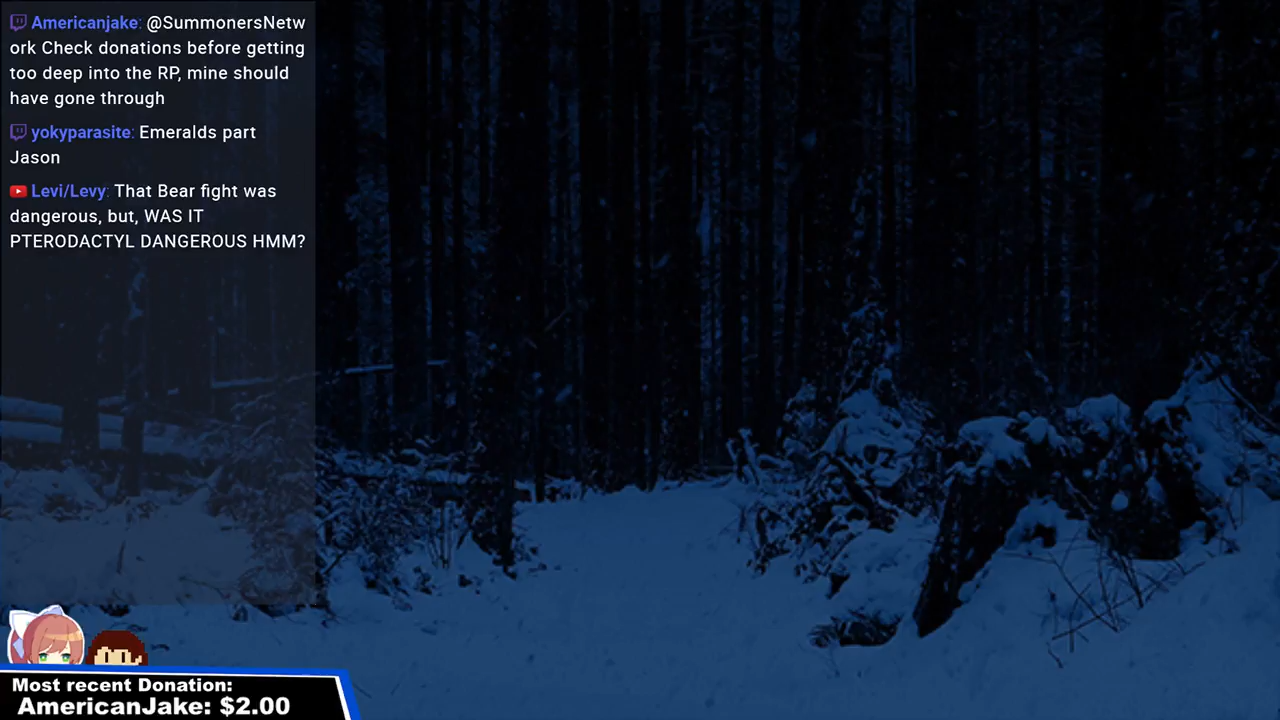 Americanjake: @SummonersNetw
ork Check donations before getting
too deep into the RP, mine should
have gone through
yokyparasite: Emeralds part
Jason
Levi/Levy: That Bear fight was
dangerous, but, WAS IT
PTERODACTYL DANGEROUS HMM?
Most recent Donation:
AmericanJake: $2.00